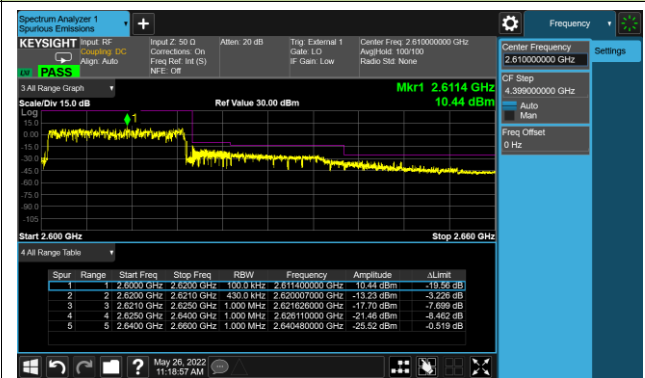 Spectrum Analyzer 1
Spurious Emissions
Frequency
KEYSIGHT Input: RF Input Z: 50 Ω Atten: 20 dB Trig: External 1 Center Freq: 2.610000000 GHz
Coupling: DC Corrections: On Gate: LO Avg|Hold: 100/100
Align: Auto Freq Ref: Int (S) IF Gain: Low Radio Std: None
NFE: Off
LXI PASS
Center Frequency
2.610000000 GHz
Settings
CF Step
4.399000000 GHz
Auto
Man
Freq Offset
0 Hz
3 All Range Graph
Mkr1 2.6114 GHz
Scale/Div 15.0 dB Ref Value 30.00 dBm 10.44 dBm
Log
1
15.0
0.00
-15.0
-30.0
-45.0
-60.0
-75.0
-90.0
-105
Start 2.600 GHz Stop 2.660 GHz
4 All Range Table
Spur Range Start Freq Stop Freq RBW Frequency Amplitude ΔLimit
1 1 2.6000 GHz 2.6200 GHz 100.0 kHz 2.611400000 GHz 10.44 dBm -19.56 dB
2 2 2.6200 GHz 2.6210 GHz 430.0 kHz 2.620007000 GHz -13.23 dBm -3.226 dB
3 3 2.6210 GHz 2.6250 GHz 1.000 MHz 2.621626000 GHz -17.70 dBm -7.699 dB
4 4 2.6250 GHz 2.6400 GHz 1.000 MHz 2.626110000 GHz -21.46 dBm -8.462 dB
5 5 2.6400 GHz 2.6600 GHz 1.000 MHz 2.640480000 GHz -25.52 dBm -0.519 dB
May 26, 2022
11:18:57 AM